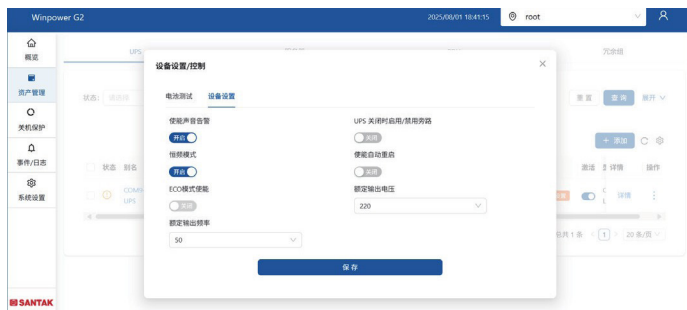 Winpower G2
2025/08/01 18:41:15
root
概览
资产管理
关机保护
事件/日志
系统设置
SANTAK
UPS
冗余组
状态:
重置
查询
展开
+ 添加
状态 别名
激活
详情
操作
COM
UPS
详情
总共 1 条
1
20 条/页
设备设置/控制
电池测试
设备设置
使能声音告警
开启
UPS 关闭时启用/禁用旁路
关闭
恒频模式
开启
使能自动重启
关闭
ECO模式使能
关闭
额定输出电压
220
额定输出频率
50
保存